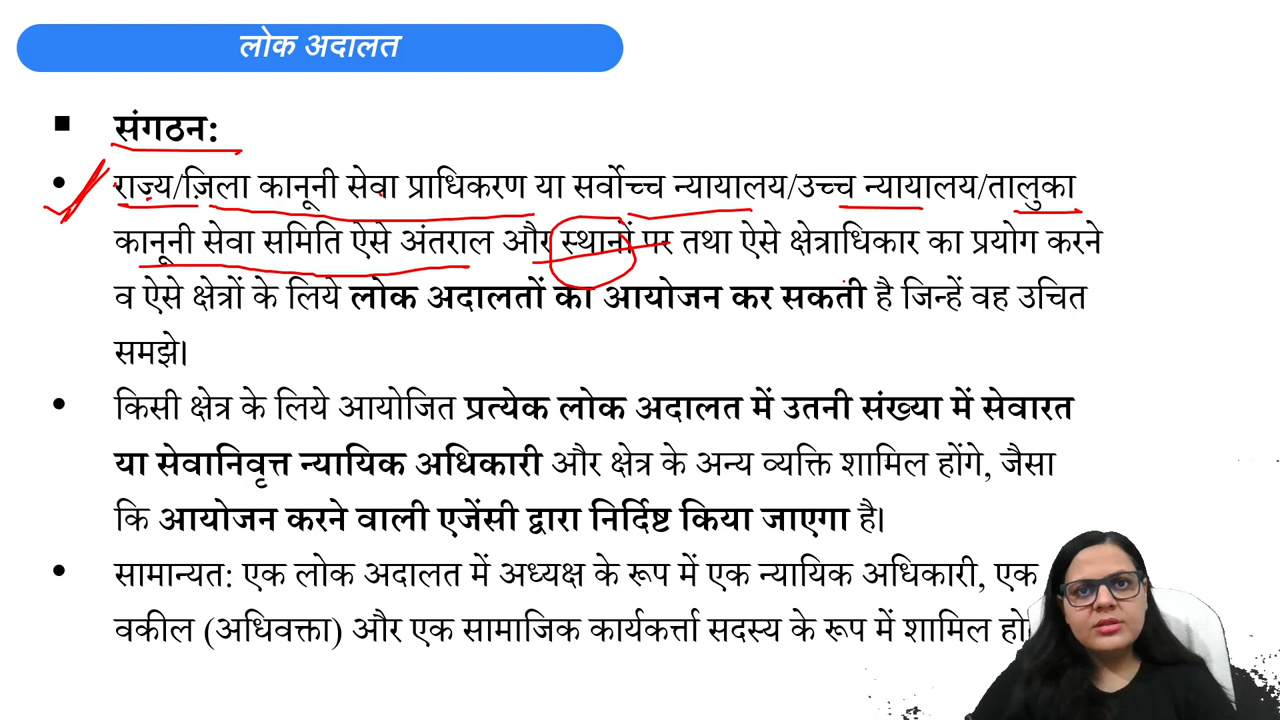 लोक अदालत
▪ संगठन:
• राज़्य/ज़िला कानूनी सेवा प्राधिकरण या सर्वोच्च न्यायालय/उच्च न्यायालय/तालुका
कानूनी सेवा समिति ऐसे अंतराल और स्थानों पर तथा ऐसे क्षेत्राधिकार का प्रयोग करने
व ऐसे क्षेत्रों के लिये लोक अदालतों का आयोजन कर सकती है जिन्हें वह उचित
समझे।
• किसी क्षेत्र के लिये आयोजित प्रत्येक लोक अदालत में उतनी संख्या में सेवारत
या सेवानिवृत्त न्यायिक अधिकारी और क्षेत्र के अन्य व्यक्ति शामिल होंगे, जैसा
कि आयोजन करने वाली एजेंसी द्वारा निर्दिष्ट किया जाएगा है।
• सामान्यत: एक लोक अदालत में अध्यक्ष के रूप में एक न्यायिक अधिकारी, एक
वकील (अधिवक्ता) और एक सामाजिक कार्यकर्त्ता सदस्य के रूप में शामिल